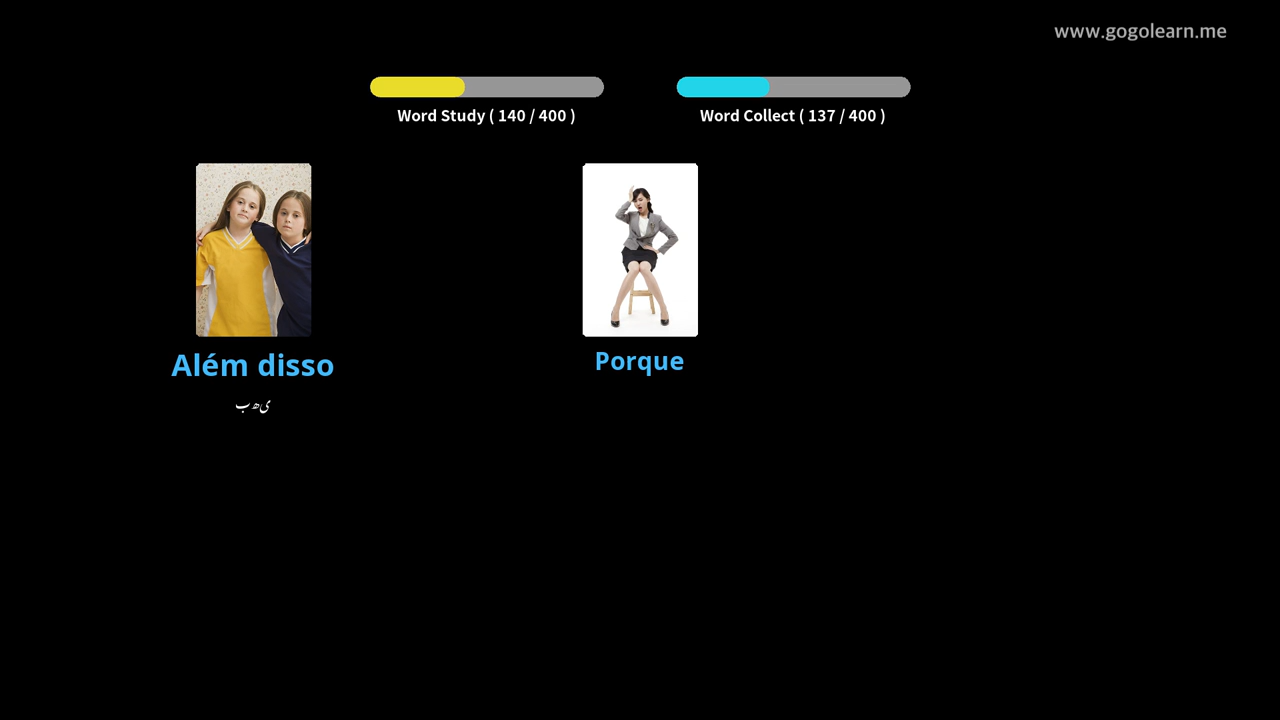 www.gogolearn.me
Word Study ( 140 / 400 )
Word Collect ( 137 / 400 )
Além disso
ی ھ ب
Porque